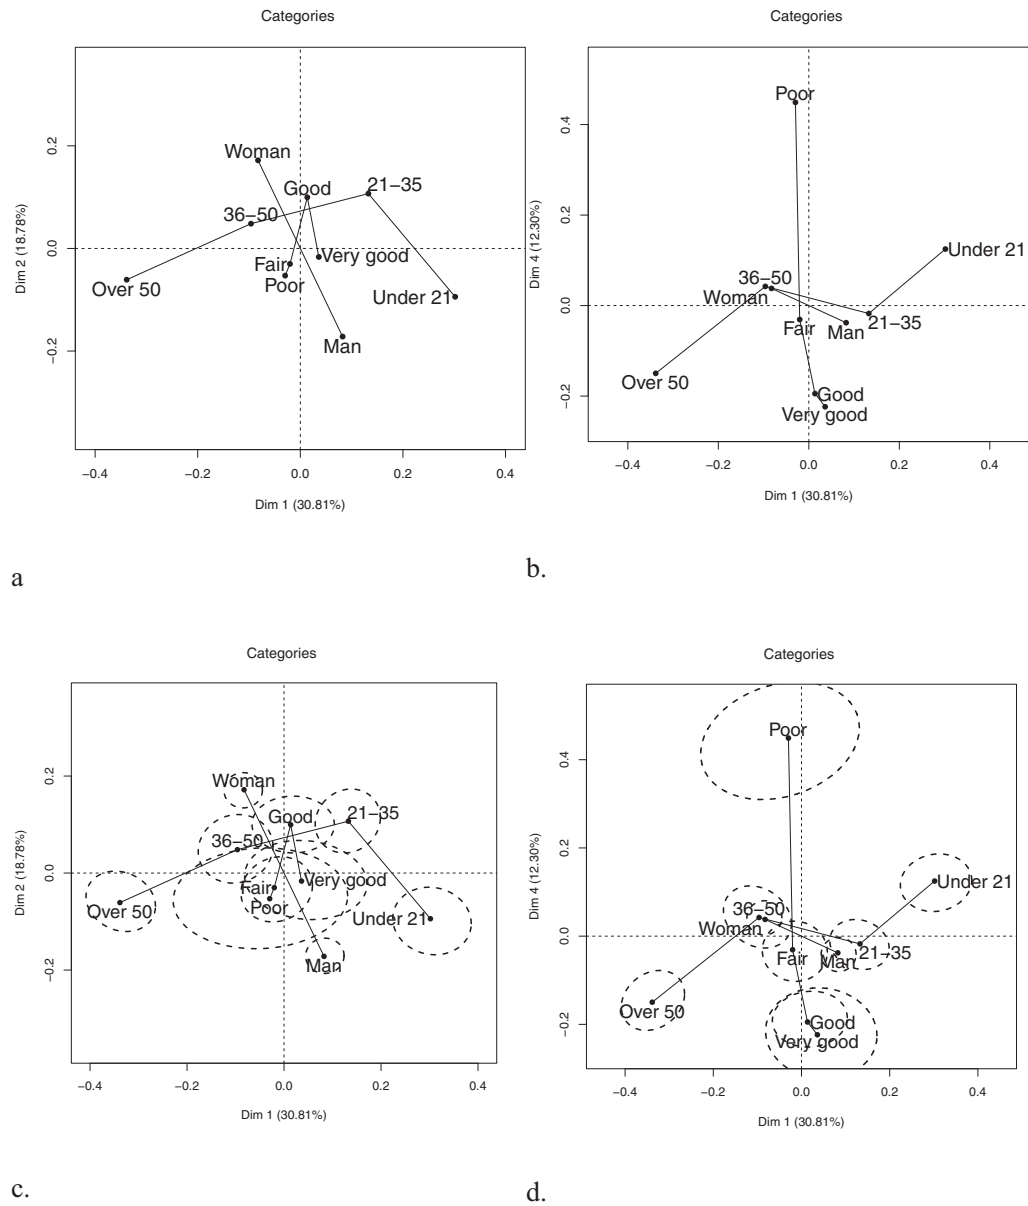 Categories
Dim 2 (18.78%)
0.2
0.0
−0.2
Woman
Good
21−35
36−50
Fair
Very good
Poor
Over 50
Under 21
Man
−0.4
−0.2
0.0
0.2
0.4
Dim 1 (30.81%)
a
Categories
Dim 4 (12.30%)
0.4
0.2
0.0
−0.2
Poor
Under 21
36−50
Woman
Fair
Man
21−35
Over 50
Good
Very good
−0.4
−0.2
0.0
0.2
0.4
Dim 1 (30.81%)
b.
Categories
Dim 2 (18.78%)
0.2
0.0
−0.2
Woman
Good
21−35
36−50
Fair
Very good
Poor
Over 50
Under 21
Man
−0.4
−0.2
0.0
0.2
0.4
Dim 1 (30.81%)
c.
Categories
Dim 4 (12.30%)
0.4
0.2
0.0
−0.2
Poor
Under 21
36−50
Woman
Fair
Man
21−35
Over 50
Good
Very good
−0.4
−0.2
0.0
0.2
0.4
Dim 1 (30.81%)
d.